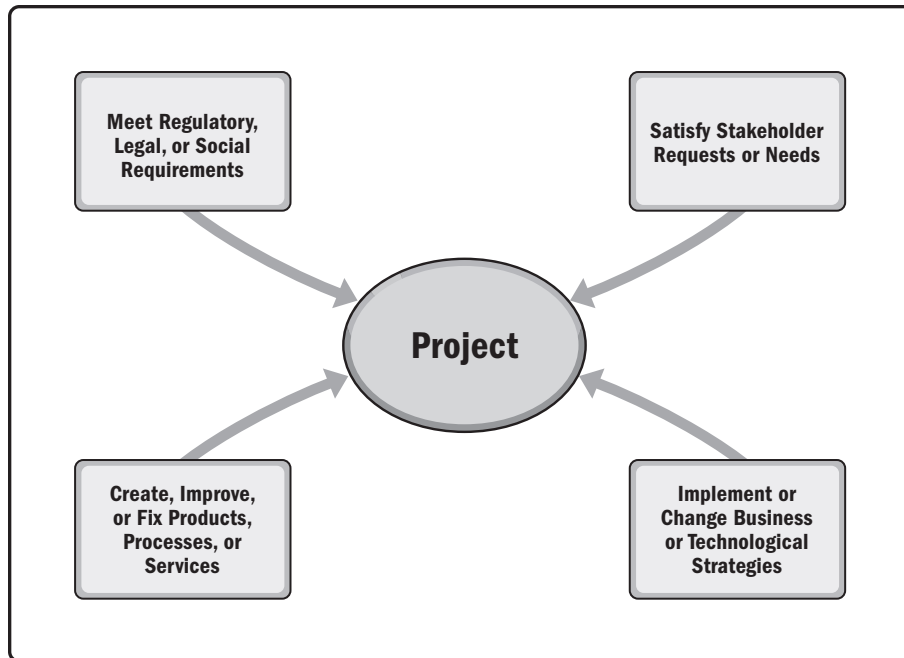 Meet Regulatory,
Legal, or Social
Requirements
Satisfy Stakeholder
Requests or Needs
Project
Create, Improve,
or Fix Products,
Processes, or
Services
Implement or
Change Business
or Technological
Strategies